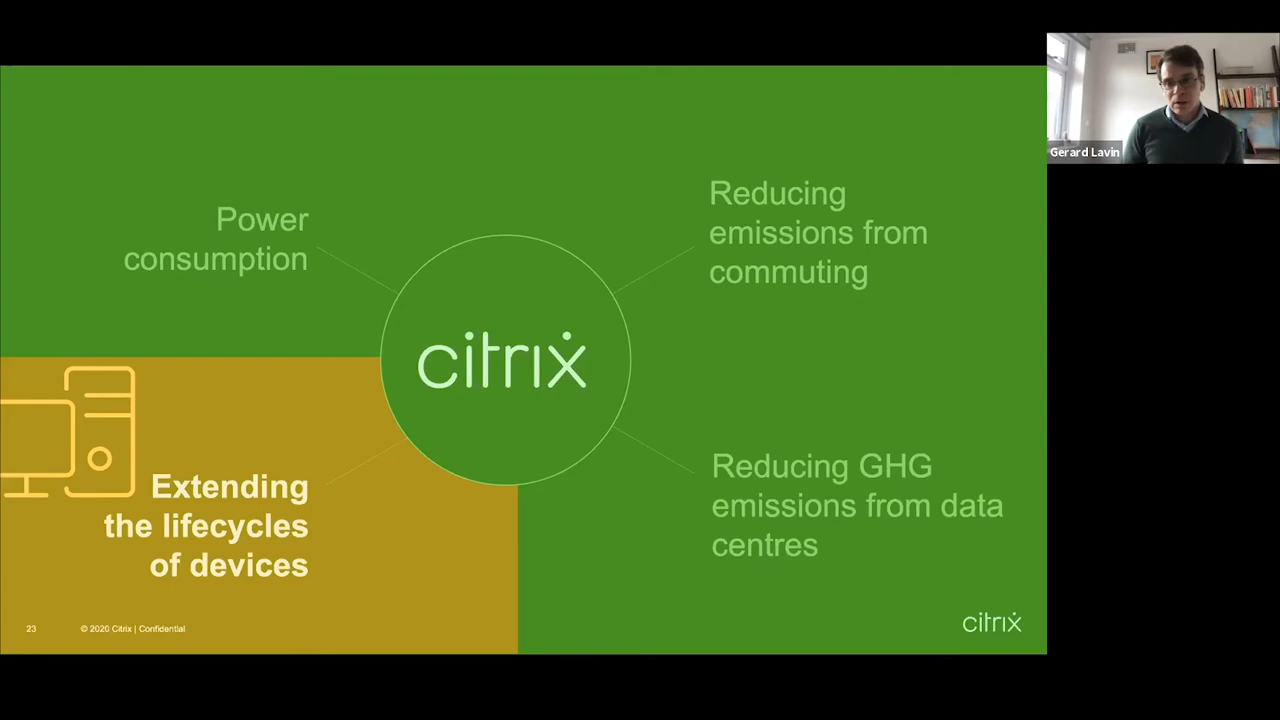 Power
consumption
Reducing
emissions from
commuting
citrix
Extending
the lifecycles
of devices
Reducing GHG
emissions from data
centres
23
© 2020 Citrix | Confidential
citrix
Gerard Lavin